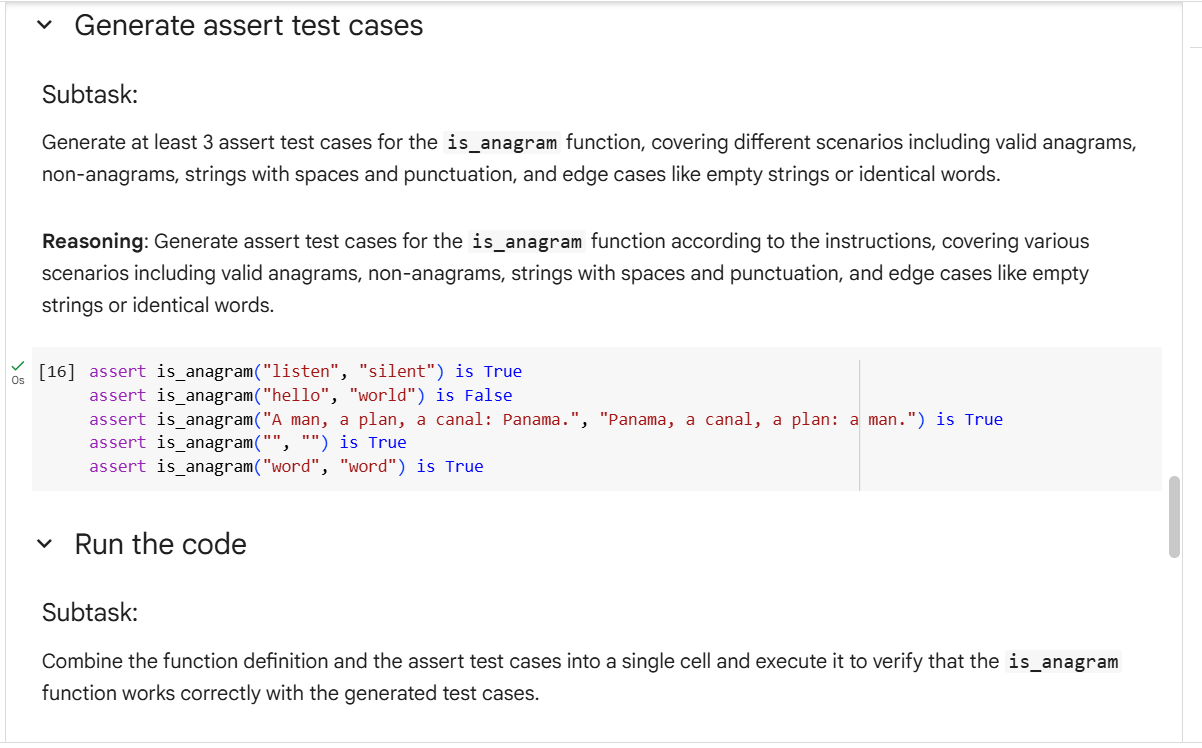 Generate assert test cases
Subtask:
Generate at least 3 assert test cases for the is_anagram function, covering different scenarios including valid anagrams,
non-anagrams, strings with spaces and punctuation, and edge cases like empty strings or identical words.
Reasoning: Generate assert test cases for the is_anagram function according to the instructions, covering various
scenarios including valid anagrams, non-anagrams, strings with spaces and punctuation, and edge cases like empty
strings or identical words.
0s
[16] assert is_anagram("listen", "silent") is True
assert is_anagram("hello", "world") is False
assert is_anagram("A man, a plan, a canal: Panama.", "Panama, a canal, a plan: a man.") is True
assert is_anagram("", "") is True
assert is_anagram("word", "word") is True
Run the code
Subtask:
Combine the function definition and the assert test cases into a single cell and execute it to verify that the is_anagram
function works correctly with the generated test cases.